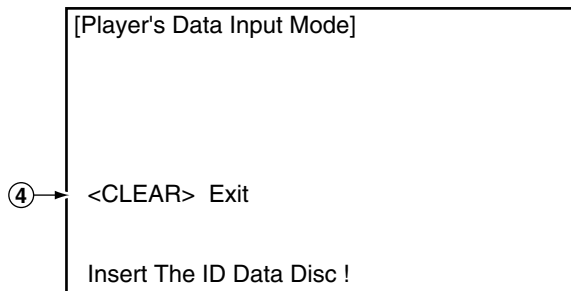 [Player's Data Input Mode]
④ <CLEAR> Exit
Insert The ID Data Disc !